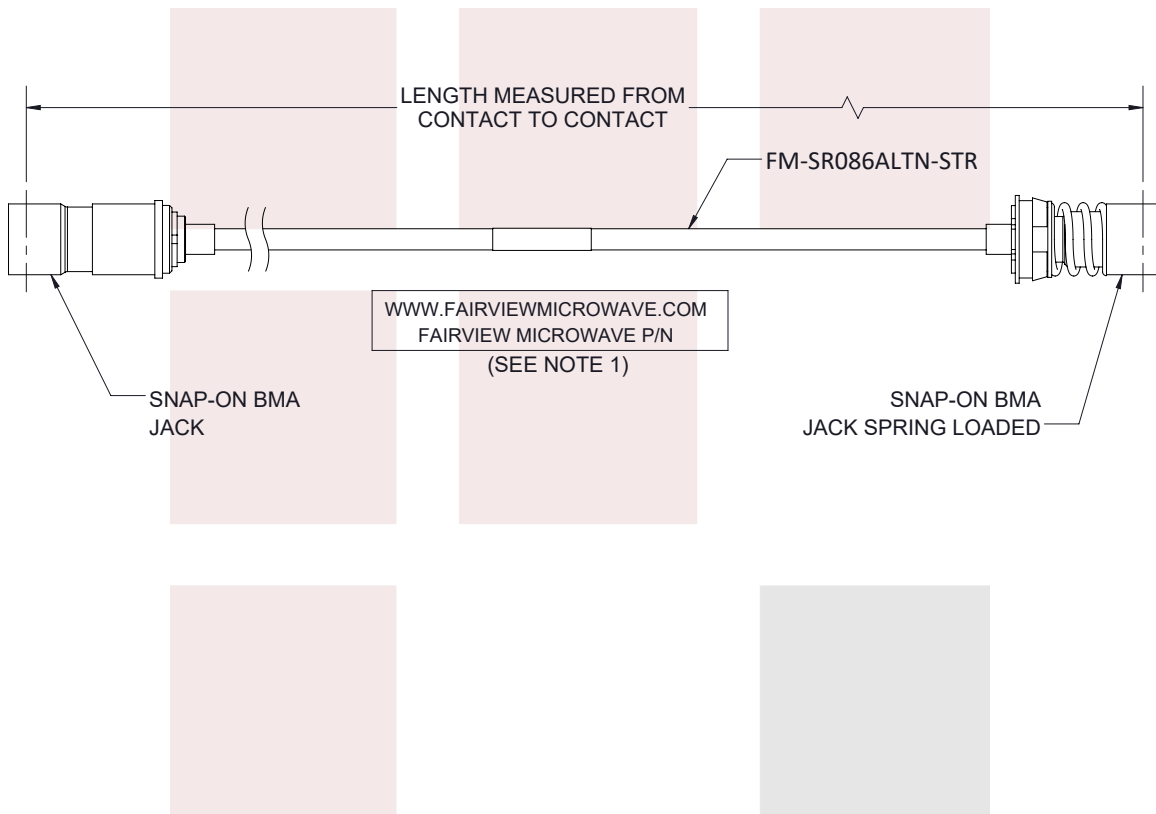 LENGTH MEASURED FROM
CONTACT TO CONTACT
FM-SR086ALTN-STR
WWW.FAIRVIEWMICROWAVE.COM
FAIRVIEW MICROWAVE P/N
(SEE NOTE 1)
SNAP-ON BMA
JACK
SNAP-ON BMA
JACK SPRING LOADED